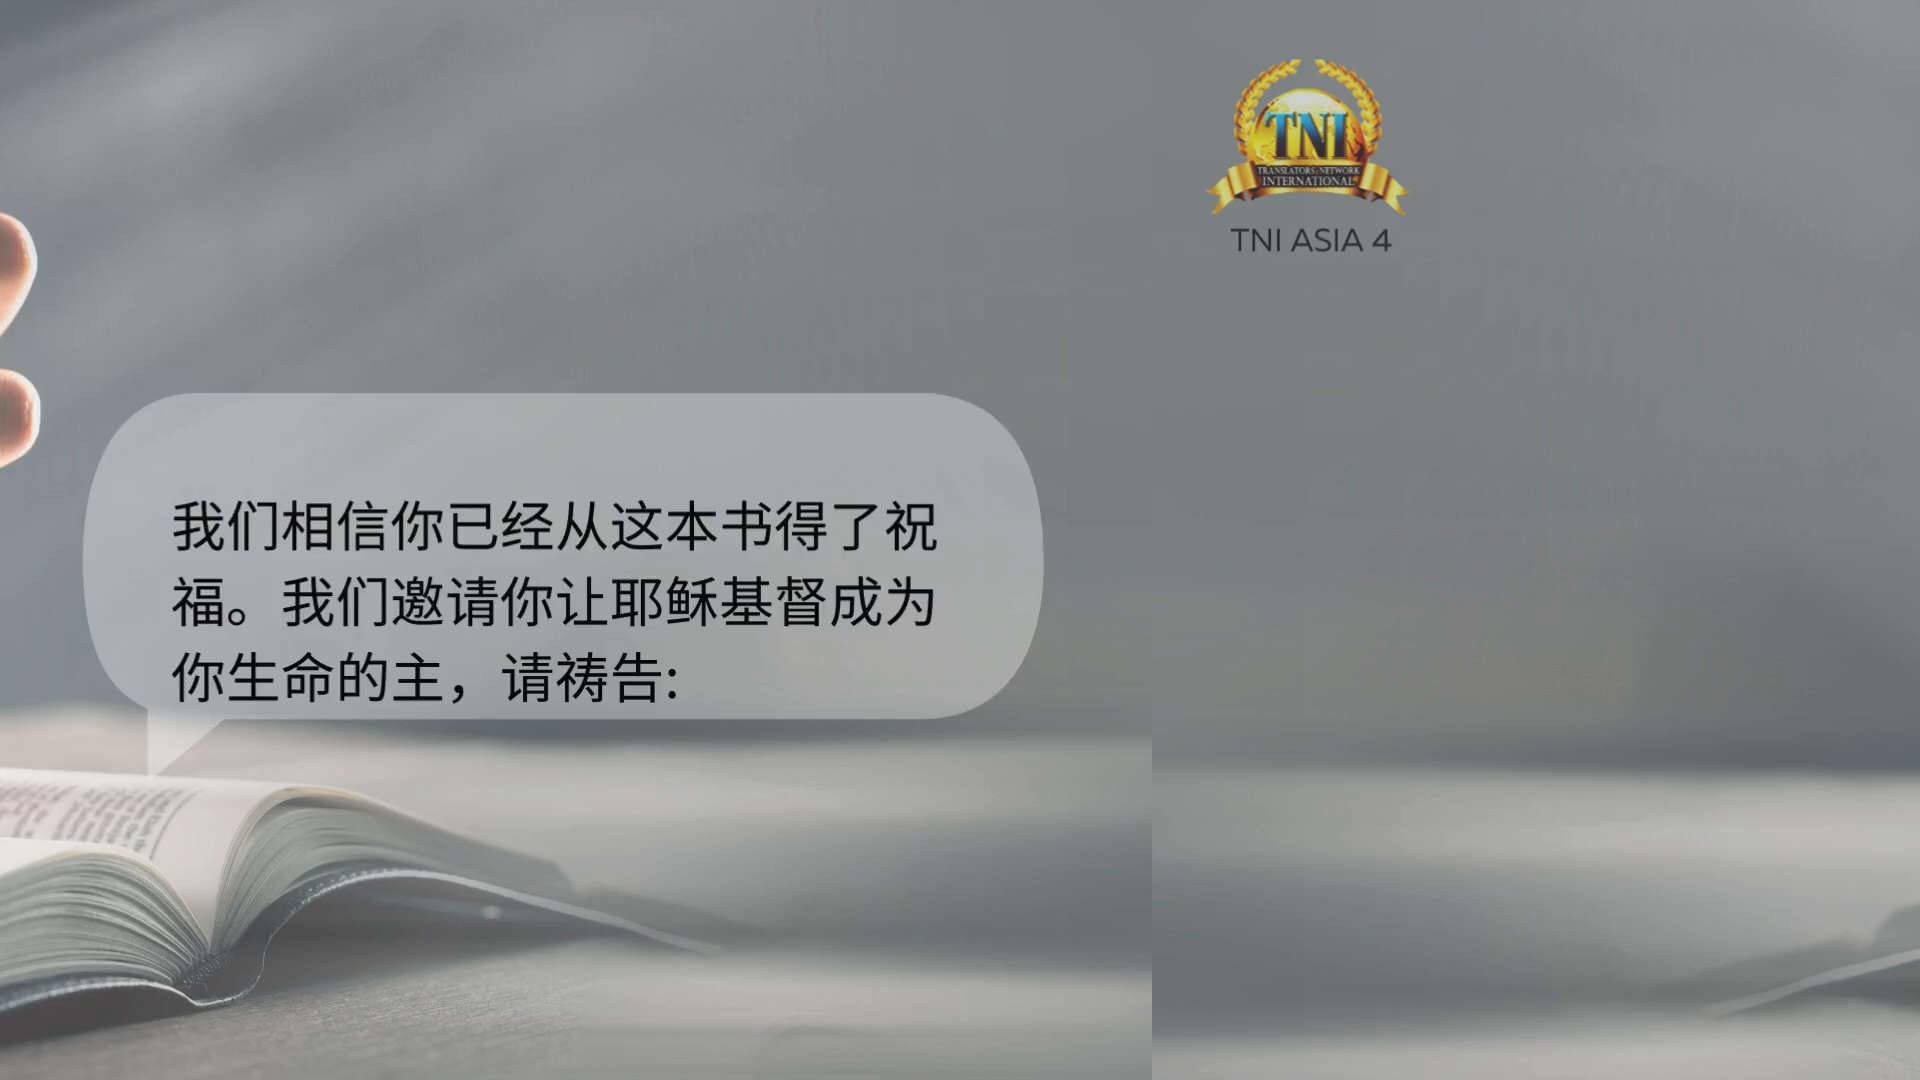 TNI
TRANSLATORS NETWORK
INTERNATIONAL
TNI ASIA 4
我们相信你已经从这本书得了祝
福。我们邀请你让耶稣基督成为
你生命的主，请祷告: